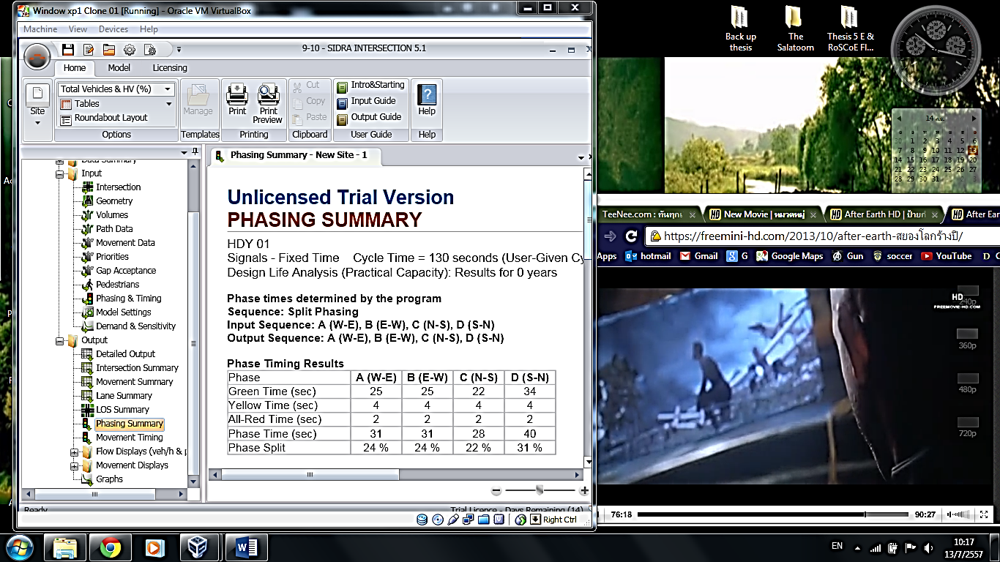 Window xp1 Clone 01 [Running] - Oracle VM VirtualBox
Machine View Devices Help
9-10 - SIDRA INTERSECTION 5.1
Home Model Licensing
Site
Total Vehicles & HV (%)
Tables
Roundabout Layout
Options
Manage
Templates
Print
Print Preview
Printing
Cut
Copy
Paste
Clipboard
Intro&Starting
Input Guide
Output Guide
User Guide
Help
Help
Data Summary
Input
Intersection
Geometry
Volumes
Path Data
Movement Data
Priorities
Gap Acceptance
Pedestrians
Phasing & Timing
Model Settings
Demand & Sensitivity
Output
Detailed Output
Intersection Summary
Movement Summary
Lane Summary
LOS Summary
Phasing Summary
Movement Timing
Flow Displays (veh/h & p
Movement Displays
Graphs
Phasing Summary - New Site - 1
Unlicensed Trial Version
PHASING SUMMARY
HDY 01
Signals - Fixed Time Cycle Time = 130 seconds (User-Given Cy
Design Life Analysis (Practical Capacity): Results for 0 years
Phase times determined by the program
Sequence: Split Phasing
Input Sequence: A (W-E), B (E-W), C (N-S), D (S-N)
Output Sequence: A (W-E), B (E-W), C (N-S), D (S-N)
Phase Timing Results
Phase A (W-E) B (E-W) C (N-S) D (S-N)
Green Time (sec) 25 25 22 34
Yellow Time (sec) 4 4 4 4
All-Red Time (sec) 2 2 2 2
Phase Time (sec) 31 31 28 40
Phase Split 24 % 24 % 22 % 31 %
Ready
Trial Licence - Days Remaining (14)
Right Ctrl
Back up thesis
The Salatoom
Thesis 5 E & RoSCoE Fl...
1 2 3 4 5 6
7 8 9 10 11 12 13
14 15 16 17 18 19 20
21 22 23 24 25 26 27
28 29 30 31
TeeNee.com : ทันทุกเ
HD New Movie | หมวดหมู่
HD After Earth HD | ป้ายกำ
HD After Ear
https://freemini-hd.com/2013/10/after-earth-สยองโลกร้างปี/
Apps hotmail Gmail G Google Maps Gun soccer YouTube D C
HD
FREEMOVIE-HD.COM
240p
360p
480p
720p
76:18 90:27
EN
10:17
13/7/2557